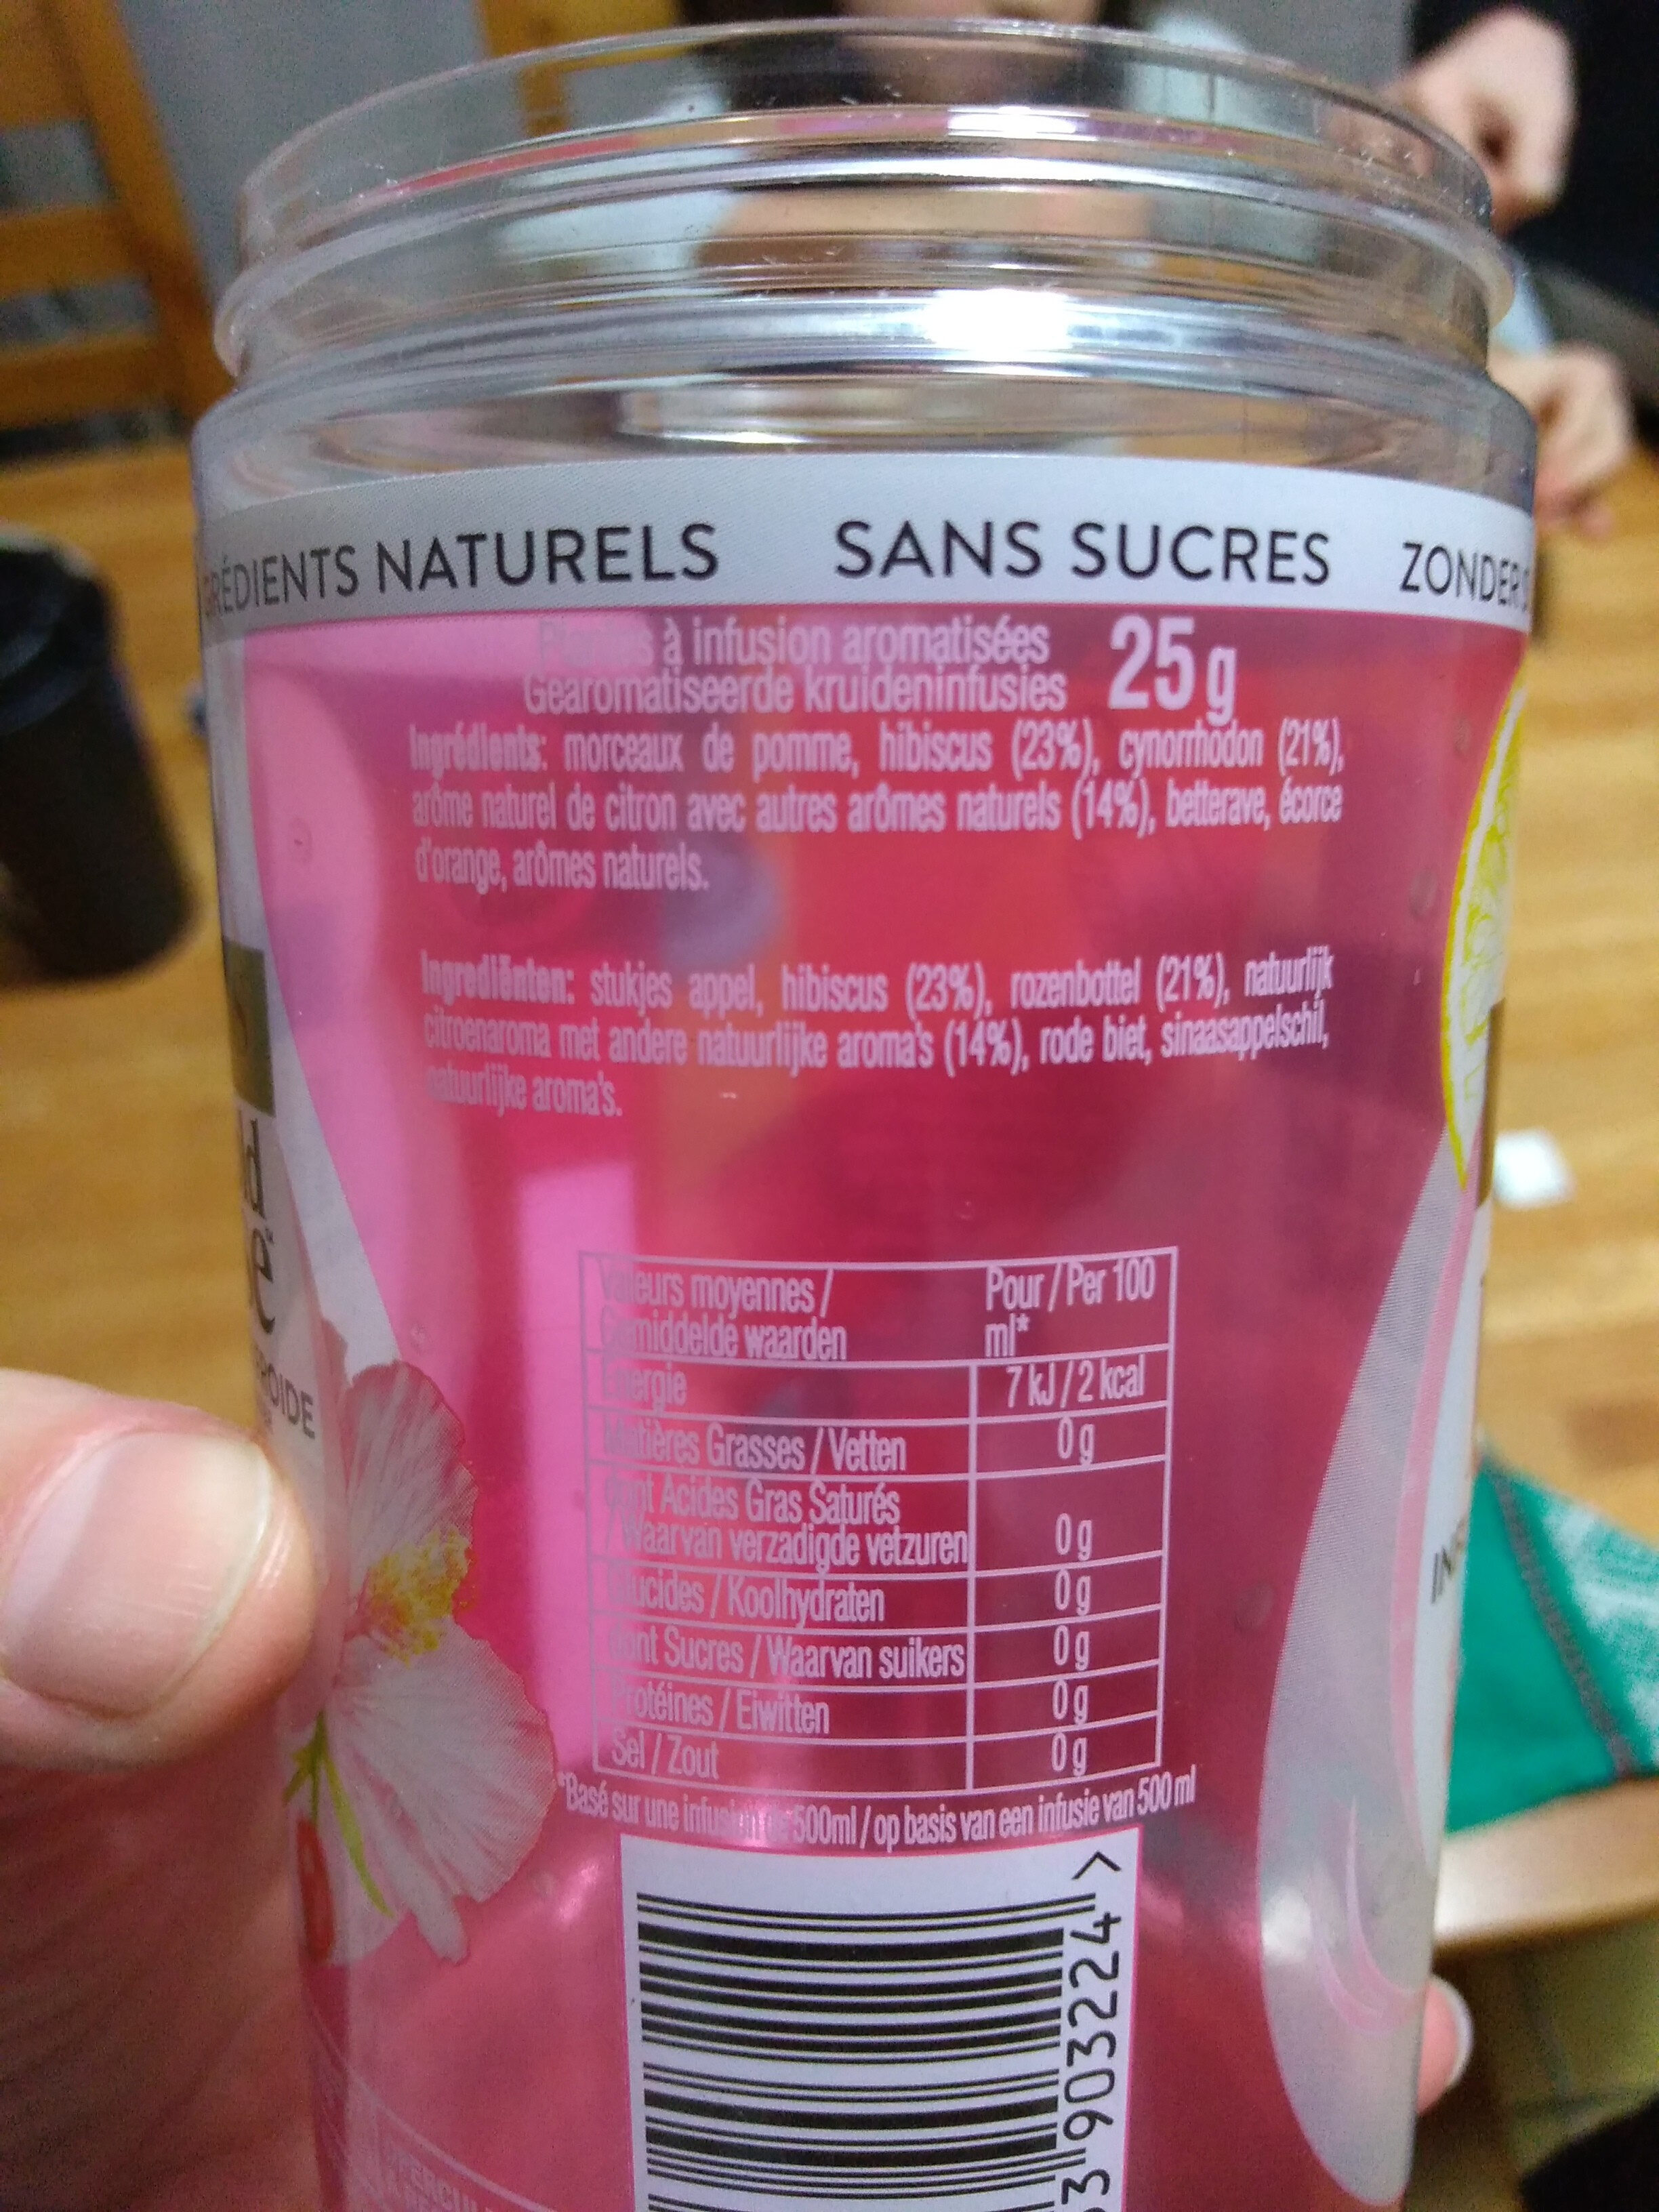 RÉDIENTS NATURELS SANS SUCRES ZONDER
à infusion aromatisées 25 g
Gearomatiseerde kruideninfusies
Ingrédients: morceaux de pomme, hibiscus (23%), cynorrhodon (21%),
arôme naturel de citron avec autres arômes naturels (14%), betterave, écorce
d'orange, arômes naturels.
Ingrediënten: stukjes appel, hibiscus (23%), rozenbottel (21%), natuurlijk
citroenaroma met andere natuurlijke aroma's (14%), rode biet, sinaasappelschil,
natuurlijke aroma's.
Valeurs moyennes / Pour / Per 100
Gemiddelde waarden ml*
Energie 7 kJ / 2 kcal
Matières Grasses / Vetten 0 g
dont Acides Gras Saturés
/ Waarvan verzadigde vetzuren 0 g
Glucides / Koolhydraten 0 g
dont Sucres / Waarvan suikers 0 g
Protéines / Eiwitten 0 g
Sel / Zout 0 g
*Basé sur une infusion de 500ml / op basis van een infusie van 500 ml
3 903224 >
d
e
ROIDE